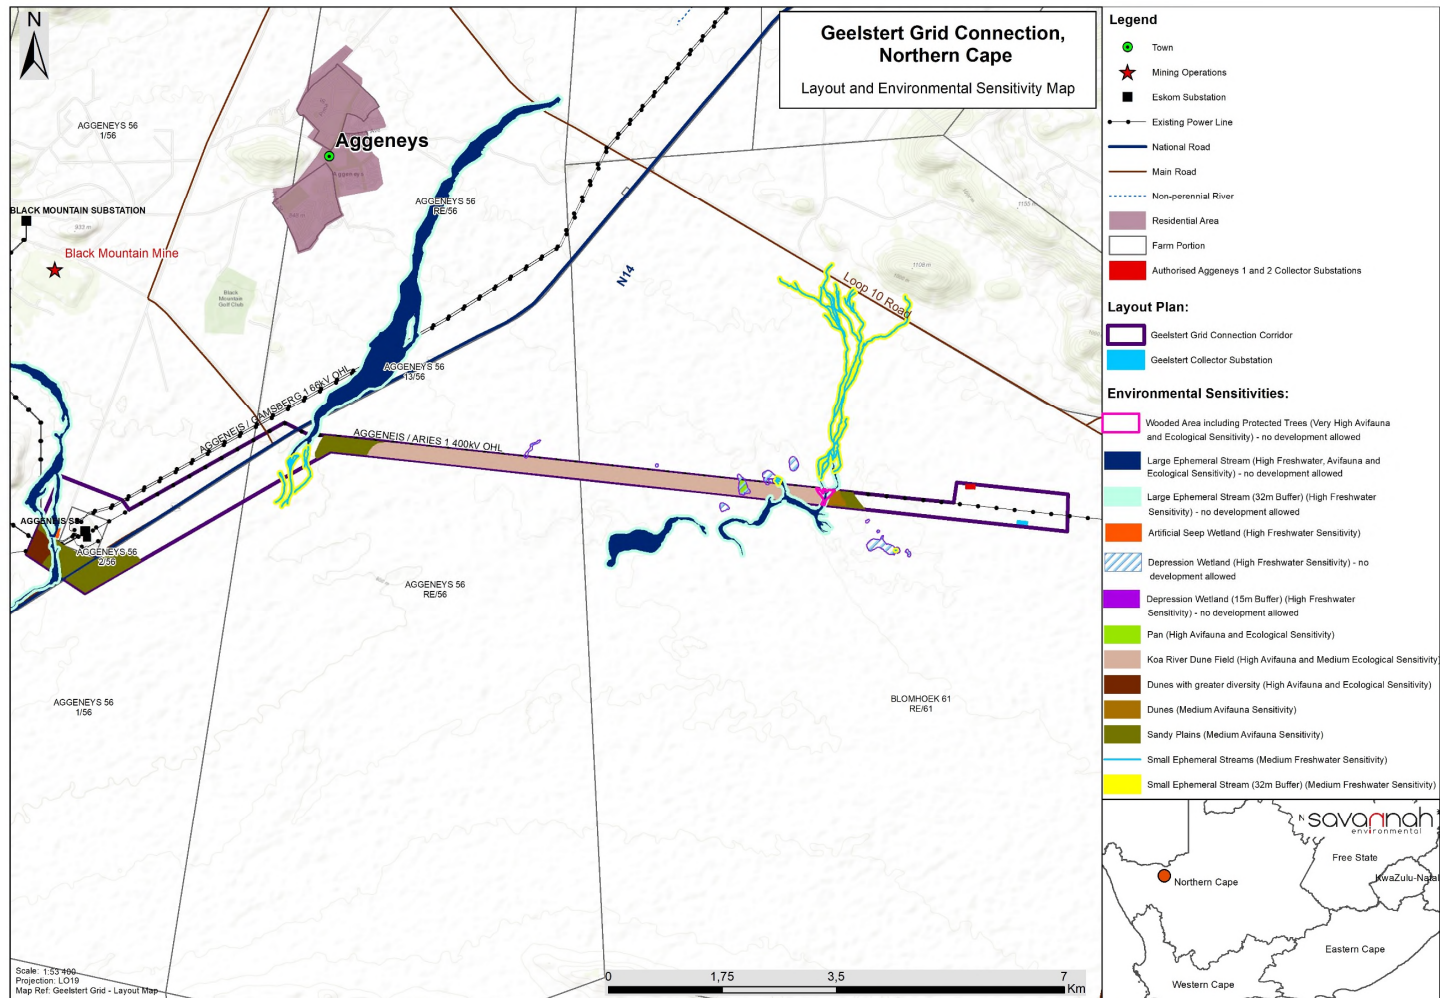 N
Geelstert Grid Connection,
Northern Cape
Layout and Environmental Sensitivity Map
AGGENEYS 56
1/56
Aggeneys
Aggeneys
AGGENEYS 56
RE/56
BLACK MOUNTAIN SUBSTATION
933 m
Black Mountain Mine
Black
Mountain
Golf Club
N14
Loop 10 Road
1108 m
1155 m
AGGENEYS 56
13/56
AGGENEIS / GAMSBERG 1 66kV OHL
AGGENEIS / ARIES 1 400kV OHL
AGGENEIS SS
AGGENEYS 56
2/56
AGGENEYS 56
RE/56
AGGENEYS 56
1/56
BLOMHOEK 61
RE/61
Scale: 1:53 400
Projection: LO19
Map Ref: Geelstert Grid - Layout Map
0 1,75 3,5 7
Km
Legend
Town
Mining Operations
Eskom Substation
Existing Power Line
National Road
Main Road
Non-perennial River
Residential Area
Farm Portion
Authorised Aggeneys 1 and 2 Collector Substations
Layout Plan:
Geelstert Grid Connection Corridor
Geelstert Collector Substation
Environmental Sensitivities:
Wooded Area including Protected Trees (Very High Avifauna
and Ecological Sensitivity) - no development allowed
Large Ephemeral Stream (High Freshwater, Avifauna and
Ecological Sensitivity) - no development allowed
Large Ephemeral Stream (32m Buffer) (High Freshwater
Sensitivity) - no development allowed
Artificial Seep Wetland (High Freshwater Sensitivity)
Depression Wetland (High Freshwater Sensitivity) - no
development allowed
Depression Wetland (15m Buffer) (High Freshwater
Sensitivity) - no development allowed
Pan (High Avifauna and Ecological Sensitivity)
Koa River Dune Field (High Avifauna and Medium Ecological Sensitivity)
Dunes with greater diversity (High Avifauna and Ecological Sensitivity)
Dunes (Medium Avifauna Sensitivity)
Sandy Plains (Medium Avifauna Sensitivity)
Small Ephemeral Streams (Medium Freshwater Sensitivity)
Small Ephemeral Stream (32m Buffer) (Medium Freshwater Sensitivity)
N
savannah
environmental
Free State
KwaZulu-Natal
Northern Cape
Eastern Cape
Western Cape